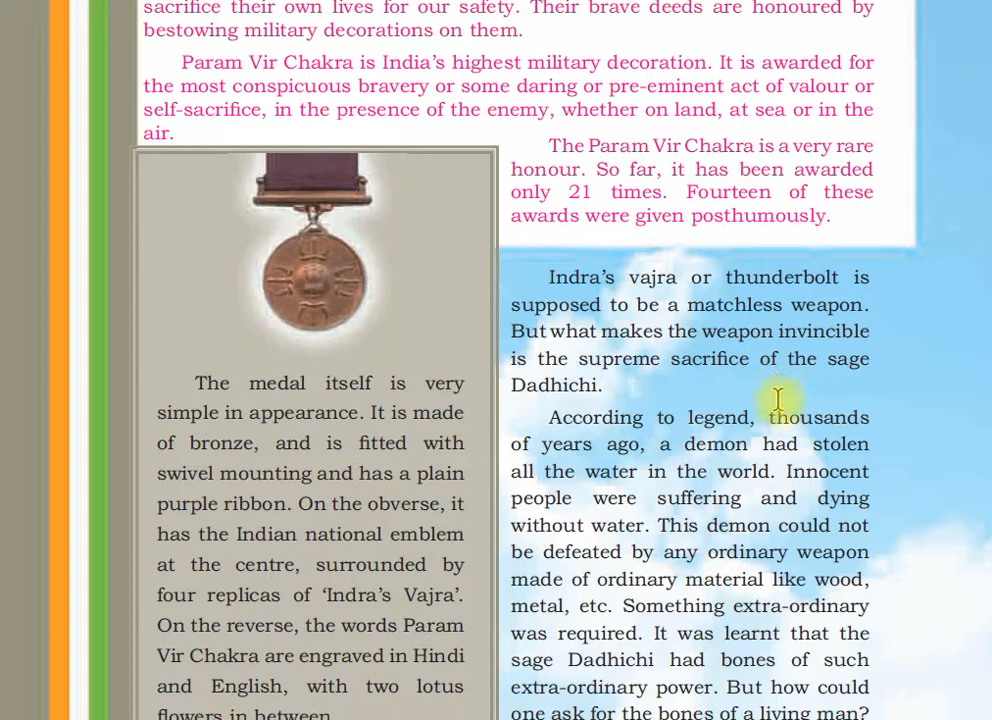 sacrifice their own lives for our safety. Their brave deeds are honoured by
bestowing military decorations on them.
Param Vir Chakra is India's highest military decoration. It is awarded for
the most conspicuous bravery or some daring or pre-eminent act of valour or
self-sacrifice, in the presence of the enemy, whether on land, at sea or in the
air.
The Param Vir Chakra is a very rare
honour. So far, it has been awarded
only 21 times. Fourteen of these
awards were given posthumously.
The medal itself is very
simple in appearance. It is made
of bronze, and is fitted with
swivel mounting and has a plain
purple ribbon. On the obverse, it
has the Indian national emblem
at the centre, surrounded by
four replicas of ‘Indra's Vajra’.
On the reverse, the words Param
Vir Chakra are engraved in Hindi
and English, with two lotus
flowers in between.
Indra's vajra or thunderbolt is
supposed to be a matchless weapon.
But what makes the weapon invincible
is the supreme sacrifice of the sage
Dadhichi.
According to legend, thousands
of years ago, a demon had stolen
all the water in the world. Innocent
people were suffering and dying
without water. This demon could not
be defeated by any ordinary weapon
made of ordinary material like wood,
metal, etc. Something extra-ordinary
was required. It was learnt that the
sage Dadhichi had bones of such
extra-ordinary power. But how could
one ask for the bones of a living man?